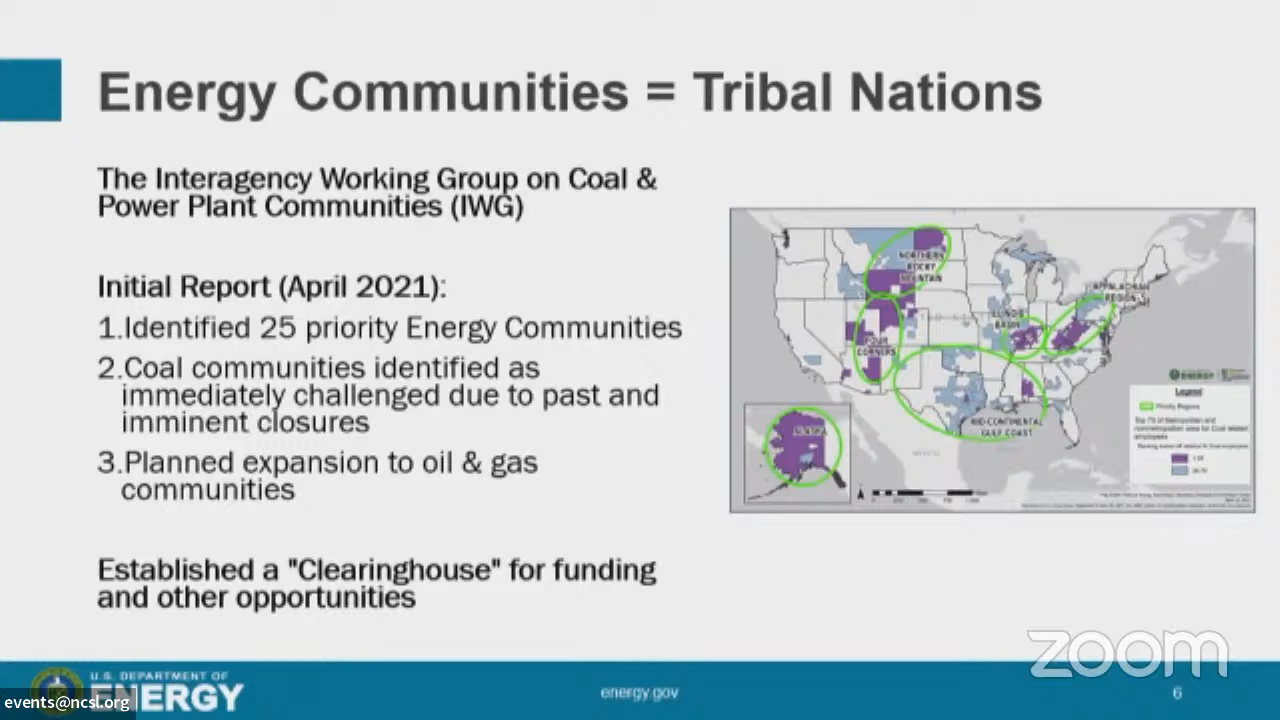 Energy Communities = Tribal Nations
The Interagency Working Group on Coal &
Power Plant Communities (IWG)
Initial Report (April 2021):
1.Identified 25 priority Energy Communities
2.Coal communities identified as
immediately challenged due to past and
imminent closures
3.Planned expansion to oil & gas
communities
Established a "Clearinghouse" for funding
and other opportunities
NORTHERN
ROCKY
MOUNTAIN
APPALACHIAN
REGION
ILLINOIS
BASIN
FOUR
CORNERS
MID-CONTINENTAL
GULF COAST
ALASKA
MEXICO
ENERGY
Legend
Priority Regions
zoom
U.S. DEPARTMENT OF
ENERGY
events@ncsl.org
energy.gov
6